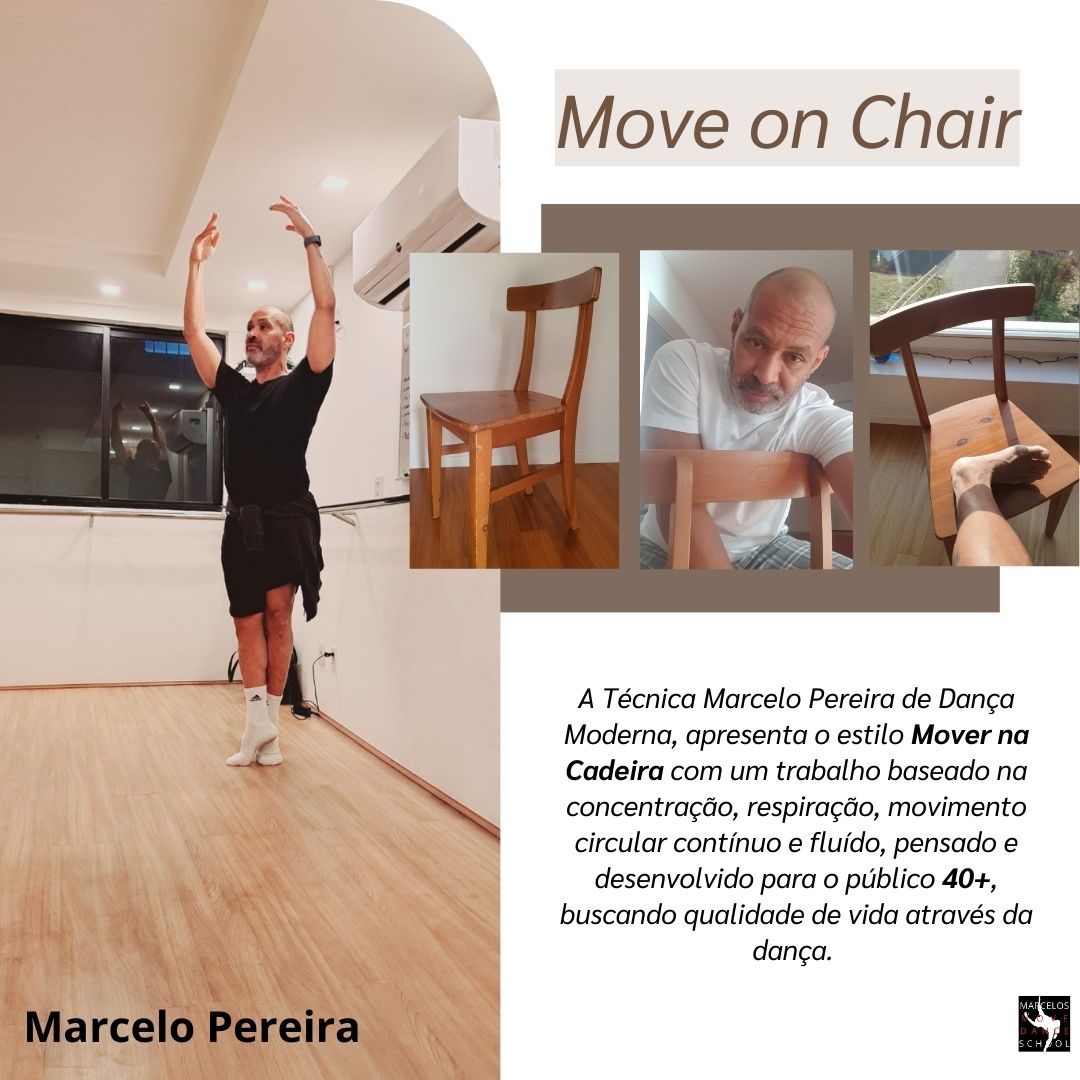 Move on Chair
A Técnica Marcelo Pereira de Dança
Moderna, apresenta o estilo Mover na
Cadeira com um trabalho baseado na
concentração, respiração, movimento
circular contínuo e fluído, pensado e
desenvolvido para o público 40+,
buscando qualidade de vida através da
dança.
Marcelo Pereira
MARCELOS
MOVE
DANCE
SCHOOL